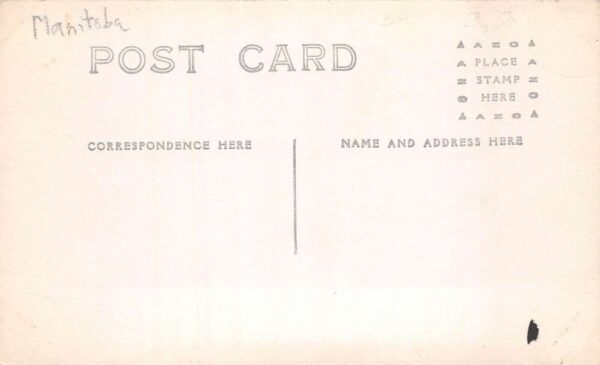 Manitoba
POST CARD
▲ A Z O ▲
PLACE
STAMP
HERE
▲ A Z O ▲
CORRESPONDENCE HERE
NAME AND ADDRESS HERE